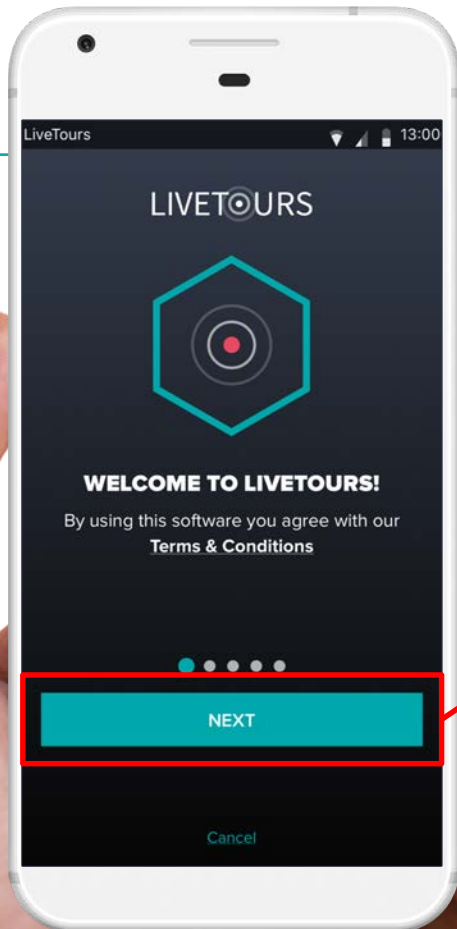 LiveTours
13:00
LIVETOURS
WELCOME TO LIVETOURS!
By using this software you agree with our
Terms & Conditions
NEXT
Cancel